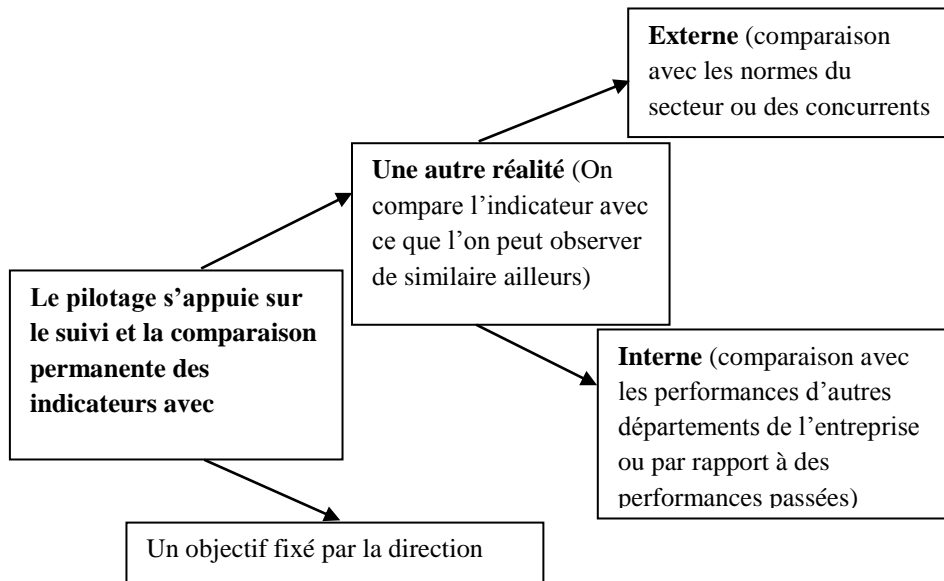 Externe (comparaison
avec les normes du
secteur ou des concurrents
Une autre réalité (On
compare l’indicateur avec
ce que l’on peut observer
de similaire ailleurs)
Le pilotage s’appuie sur
le suivi et la comparaison
permanente des
indicateurs avec
Interne (comparaison avec
les performances d’autres
départements de l’entreprise
ou par rapport à des
performances passées)
Un objectif fixé par la direction